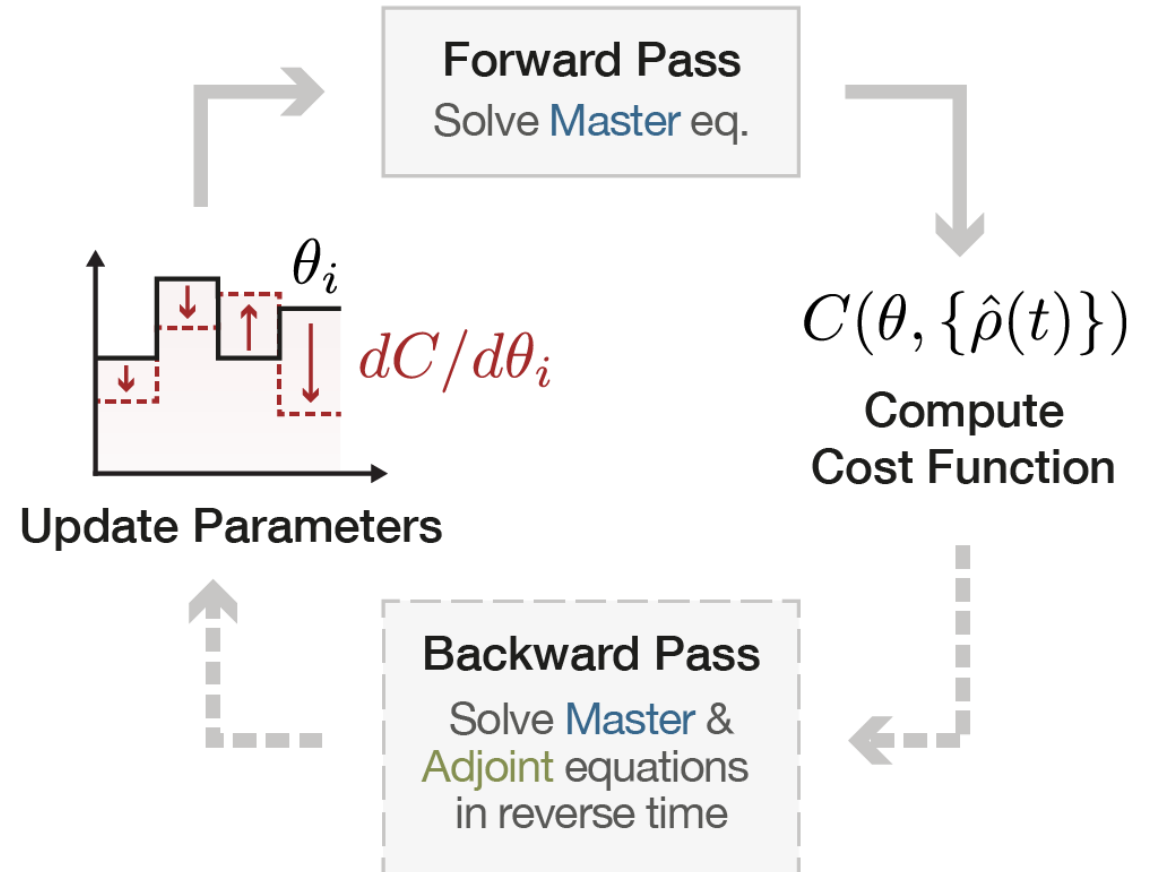 Forward Pass
Solve Master eq.
θ_i
dC/dθ_i
Update Parameters
C(θ, {ρ̂(t)})
Compute
Cost Function
Backward Pass
Solve Master &
Adjoint equations
in reverse time